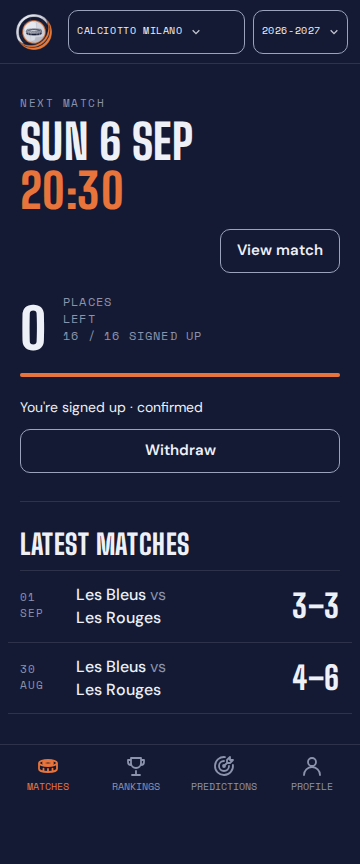 CALCIOTTO MILANO
2026-2027
NEXT MATCH
SUN 6 SEP
20:30
View match
0
PLACES
LEFT
16 / 16 SIGNED UP
You're signed up · confirmed
Withdraw
LATEST MATCHES
01
SEP
Les Bleus vs
Les Rouges
3–3
30
AUG
Les Bleus vs
Les Rouges
4–6
MATCHES
RANKINGS
PREDICTIONS
PROFILE